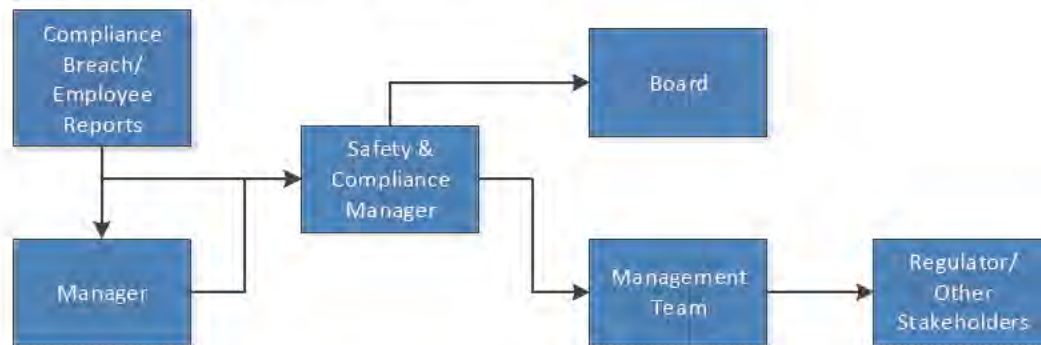 Compliance
Breach/
Employee
Reports
Board
Safety &
Compliance
Manager
Manager
Management
Team
Regulator/
Other
Stakeholders